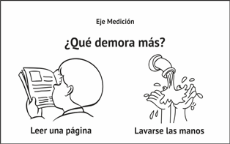 Eje Medición
¿Qué demora más?
Leer una página
Lavarse las manos